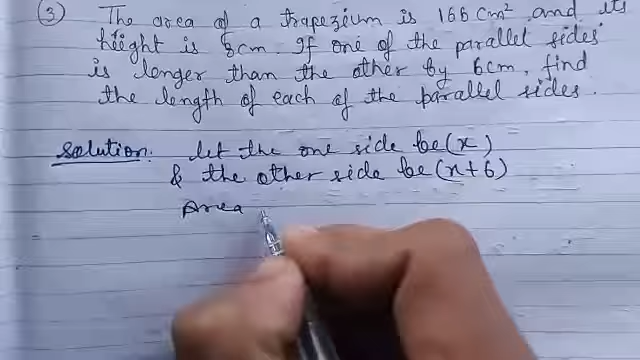 ③ The area of a trapezium is 166 cm² and its
height is 8cm. If one of the parallel sides
is longer than the other by 6cm, find
the length of each of the parallel sides.
Solution: let the one side be (x)
& the other side be (x+6)
Area